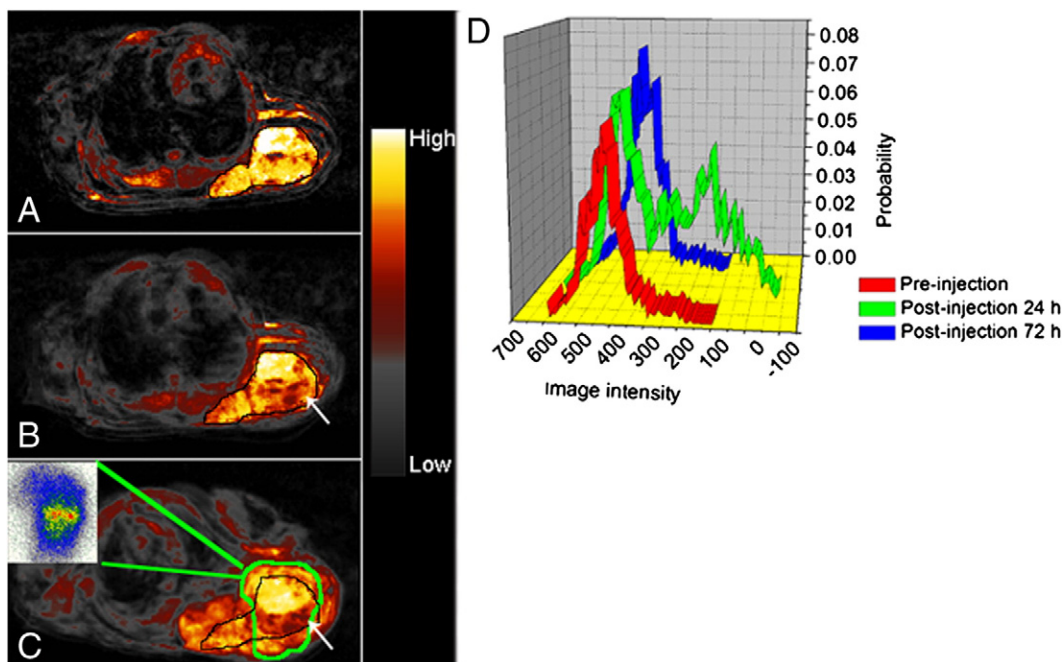 A
B
C
High
Low
D
0.08
0.07
0.06
0.05
0.04
0.03
0.02
0.01
0.00
Probability
700
600
500
400
300
200
100
0
-100
Image intensity
Pre-injection
Post-injection 24 h
Post-injection 72 h